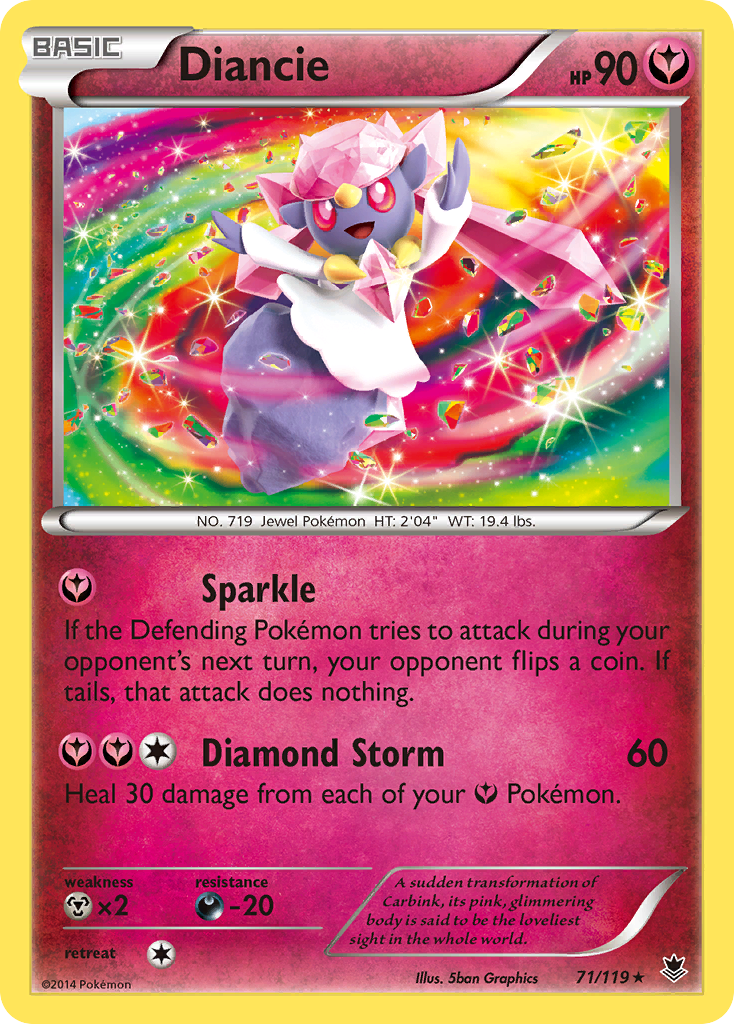 BASIC
Diancie
HP 90
NO. 719 Jewel Pokémon HT: 2'04" WT: 19.4 lbs.
Sparkle
If the Defending Pokémon tries to attack during your
opponent's next turn, your opponent flips a coin. If
tails, that attack does nothing.
Diamond Storm 60
Heal 30 damage from each of your Pokémon.
weakness
×2
resistance
-20
retreat
A sudden transformation of
Carbink, its pink, glimmering
body is said to be the loveliest
sight in the whole world.
©2014 Pokémon
Illus. 5ban Graphics
71/119 ★